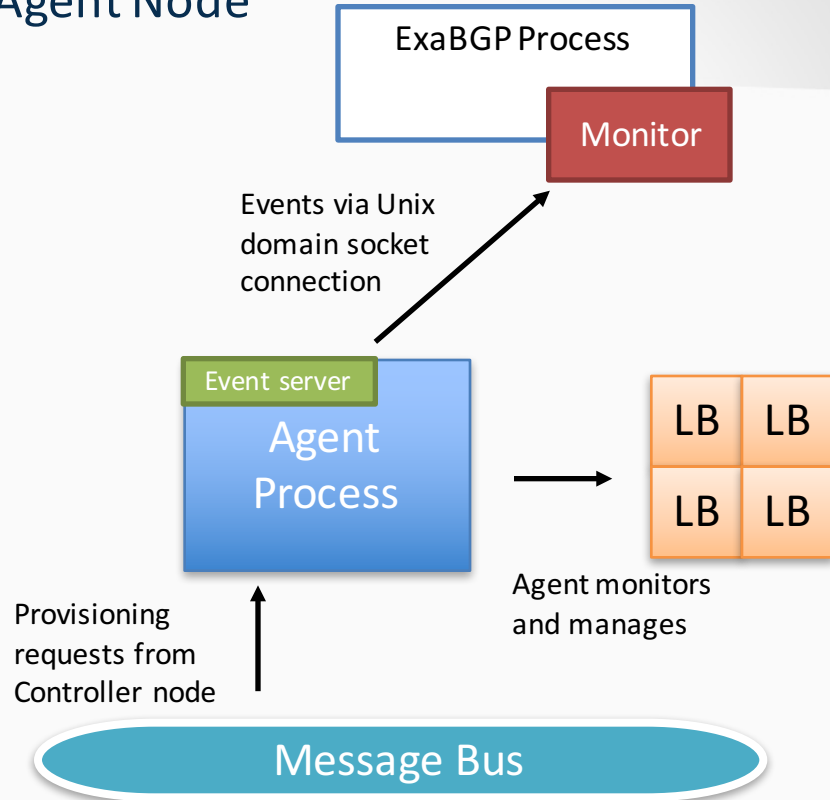 Agent Node
ExaBGP Process
Monitor
Events via Unix
domain socket
connection
Event server
Agent
Process
LB LB
LB LB
Agent monitors
and manages
Provisioning
requests from
Controller node
Message Bus